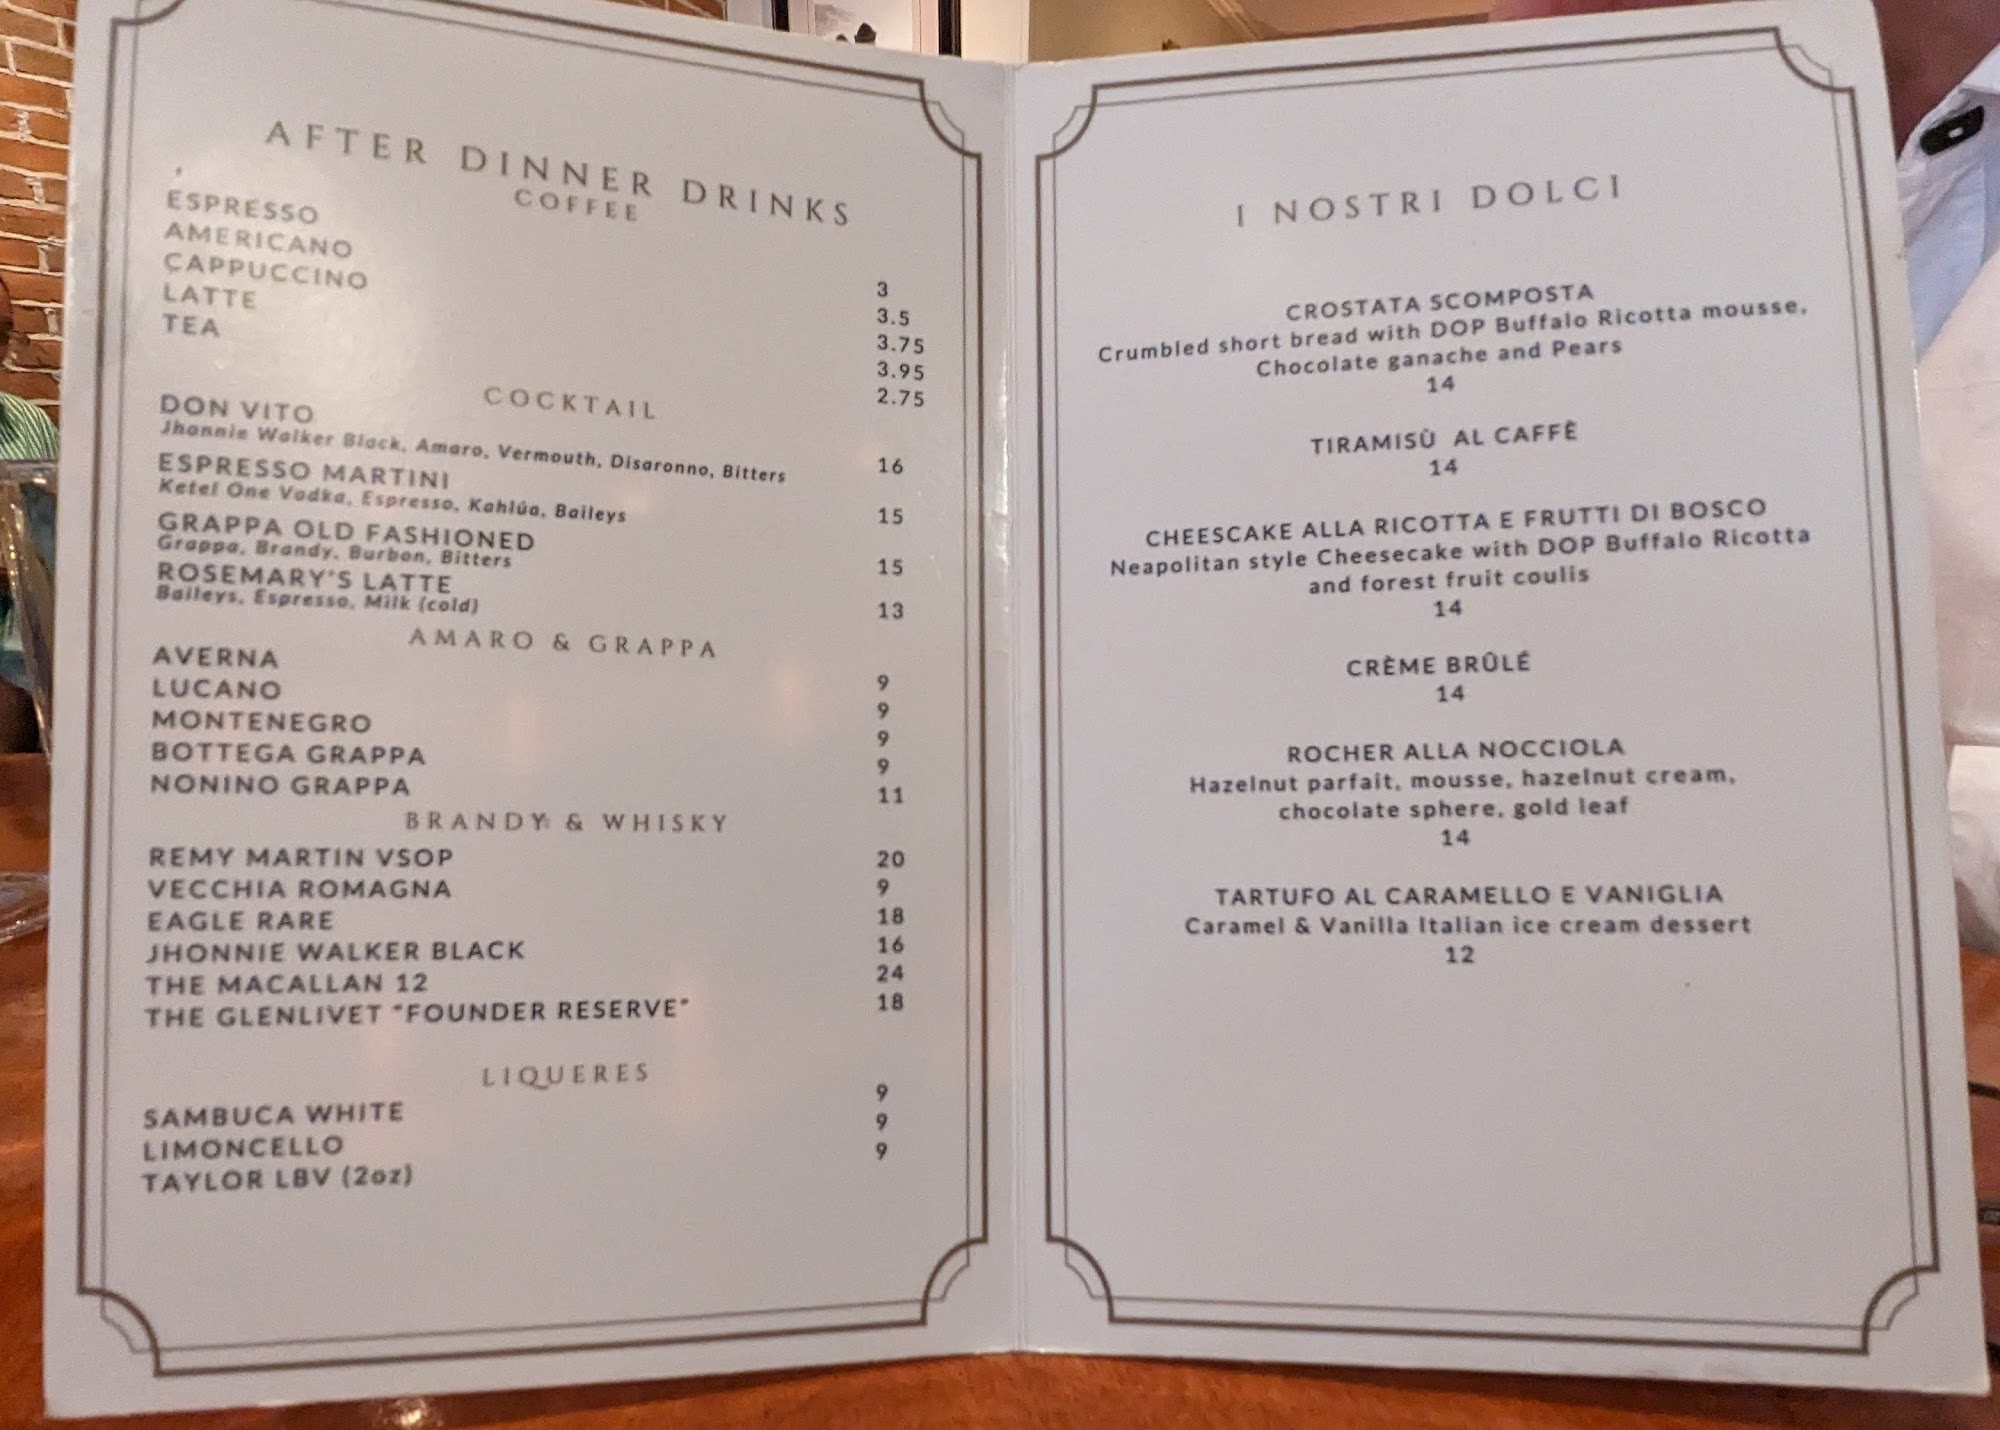 AFTER DINNER DRINKS
COFFEE
ESPRESSO 3
AMERICANO 3.5
CAPPUCCINO 3.75
LATTE 3.95
TEA 2.75
COCKTAIL
DON VITO
Jhonnie Walker Black, Amaro, Vermouth, Disaronno, Bitters 16
ESPRESSO MARTINI
Ketel One Vodka, Espresso, Kahlúa, Baileys 15
GRAPPA OLD FASHIONED
Grappa, Brandy, Burbon, Bitters 15
ROSEMARY'S LATTE
Baileys, Espresso, Milk (cold) 13
AMARO & GRAPPA
AVERNA 9
LUCANO 9
MONTENEGRO 9
BOTTEGA GRAPPA 9
NONINO GRAPPA 11
BRANDY & WHISKY
REMY MARTIN VSOP 20
VECCHIA ROMAGNA 9
EAGLE RARE 18
JHONNIE WALKER BLACK 16
THE MACALLAN 12 24
THE GLENLIVET "FOUNDER RESERVE" 18
LIQUERES
SAMBUCA WHITE 9
LIMONCELLO 9
TAYLOR LBV (2oz) 9
I NOSTRI DOLCI
CROSTATA SCOMPOSTA
Crumbled short bread with DOP Buffalo Ricotta mousse,
Chocolate ganache and Pears
14
TIRAMISÙ AL CAFFÈ
14
CHEESCAKE ALLA RICOTTA E FRUTTI DI BOSCO
Neapolitan style Cheesecake with DOP Buffalo Ricotta
and forest fruit coulis
14
CRÈME BRÛLÉ
14
ROCHER ALLA NOCCIOLA
Hazelnut parfait, mousse, hazelnut cream,
chocolate sphere, gold leaf
14
TARTUFO AL CARAMELLO E VANIGLIA
Caramel & Vanilla Italian ice cream dessert
12